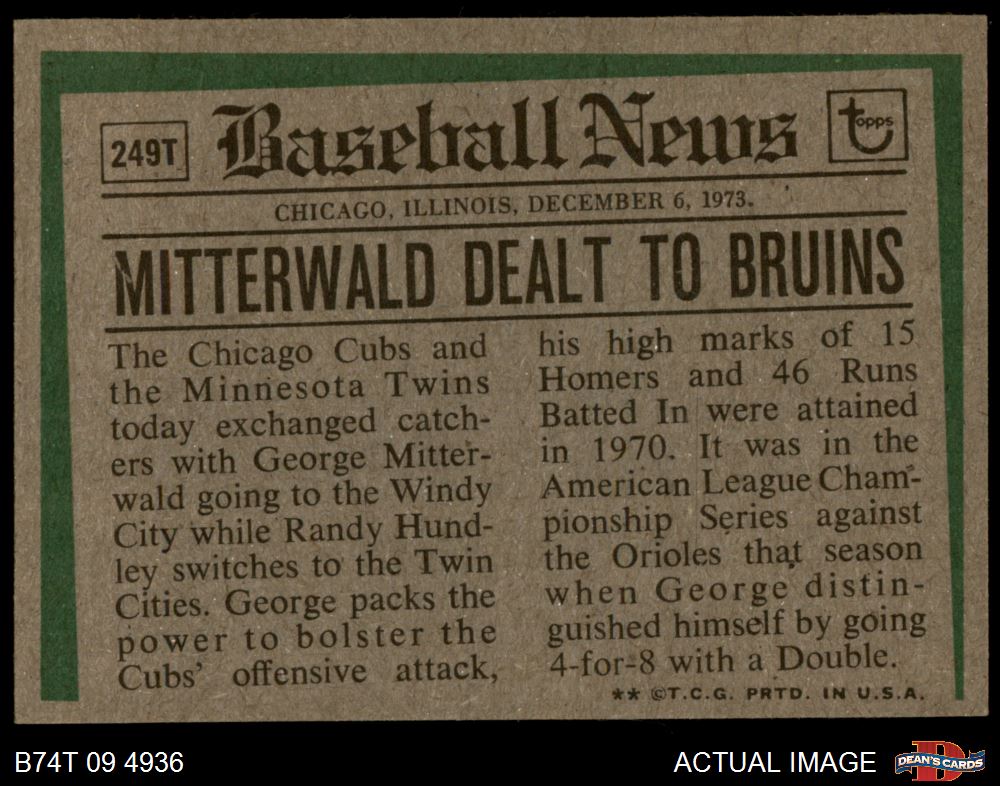 249T
Baseball News
topps
CHICAGO, ILLINOIS, DECEMBER 6, 1973.
MITTERWALD DEALT TO BRUINS
The Chicago Cubs and
the Minnesota Twins
today exchanged catch-
ers with George Mitter-
wald going to the Windy
City while Randy Hund-
ley switches to the Twin
Cities. George packs the
power to bolster the
Cubs' offensive attack,
his high marks of 15
Homers and 46 Runs
Batted In were attained
in 1970. It was in the
American League Cham-
pionship Series against
the Orioles that season
when George distin-
guished himself by going
4-for-8 with a Double.
** ©T.C.G. PRTD. IN U.S.A.
B74T 09 4936
ACTUAL IMAGE
DEAN'S CARDS